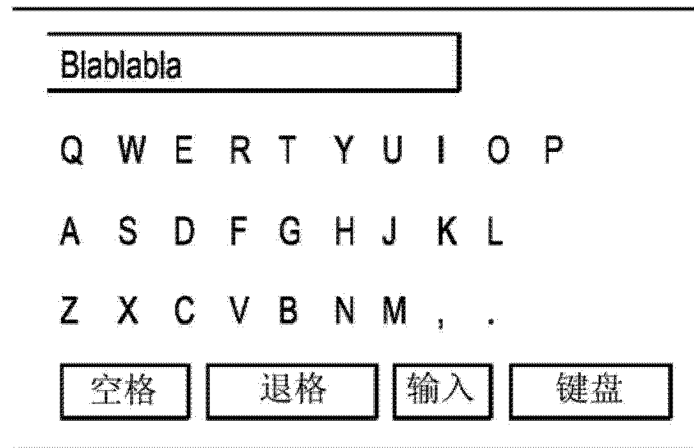 Blablabla
Q W E R T Y U I O P
A S D F G H J K L
Z X C V B N M , .
空格 退格 输入 键盘